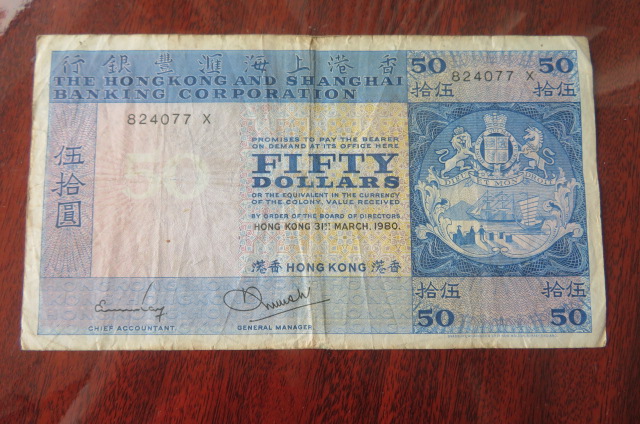 行銀豐滙海上港香
THE HONGKONG AND SHANGHAI
BANKING CORPORATION
824077 X
50 824077 X 50
拾伍 拾伍
PROMISES TO PAY THE BEARER
ON DEMAND AT ITS OFFICE HERE
FIFTY
DOLLARS
OR THE EQUIVALENT IN THE CURRENCY
OF THE COLONY, VALUE RECEIVED.
BY ORDER OF THE BOARD OF DIRECTORS
HONG KONG 31ST MARCH, 1980.
港香 HONG KONG 港香
伍拾圓
CHIEF ACCOUNTANT
GENERAL MANAGER
拾伍 拾伍
50 50